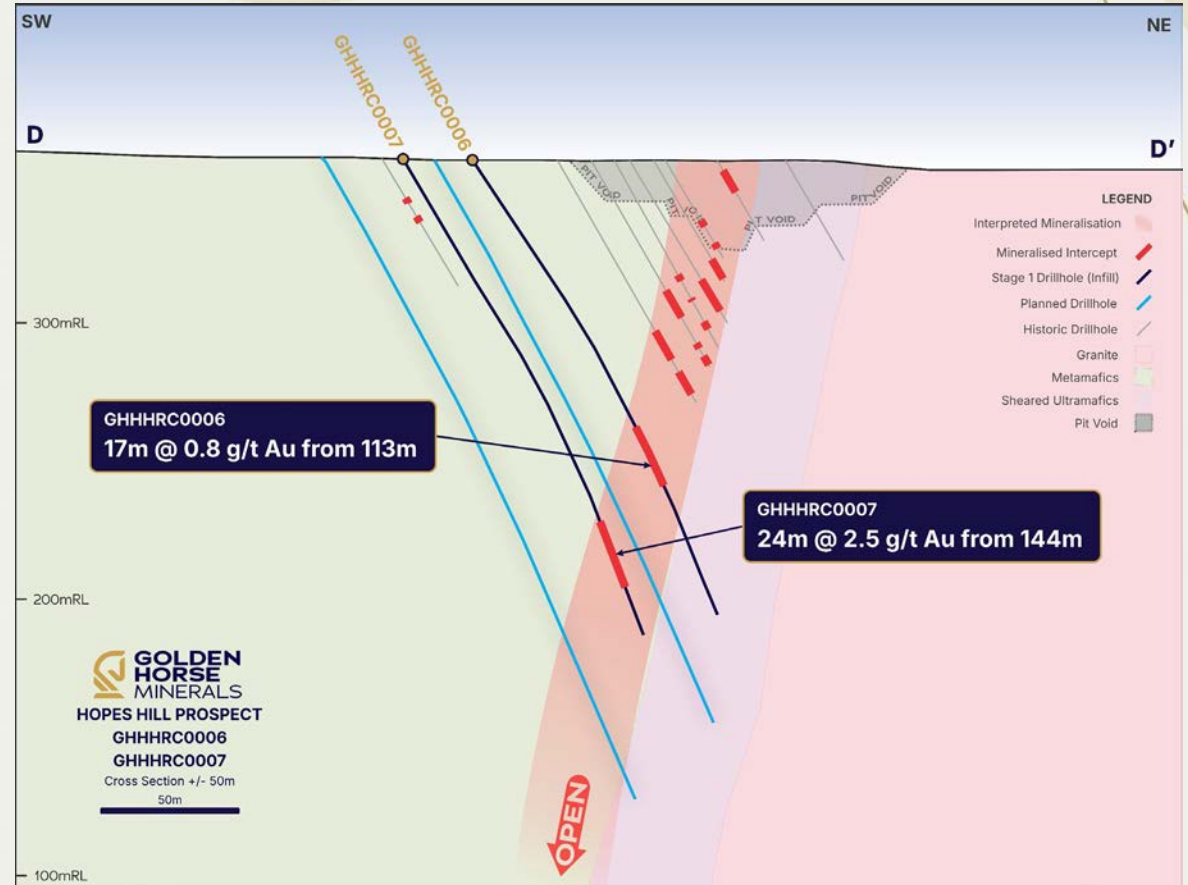 SW
NE
GHHHRC0007
GHHHRC0006
D
D'
PIT VOID
PIT VOID
PIT VOID
LEGEND
Interpreted Mineralisation
Mineralised Intercept
Stage 1 Drillhole (Infill)
Planned Drillhole
Historic Drillhole
Granite
Metamafics
Sheared Ultramafics
Pit Void
300mRL
GHHHRC0006
17m @ 0.8 g/t Au from 113m
GHHHRC0007
24m @ 2.5 g/t Au from 144m
200mRL
GOLDEN
HORSE
MINERALS
HOPES HILL PROSPECT
GHHHRC0006
GHHHRC0007
Cross Section +/- 50m
50m
OPEN
100mRL